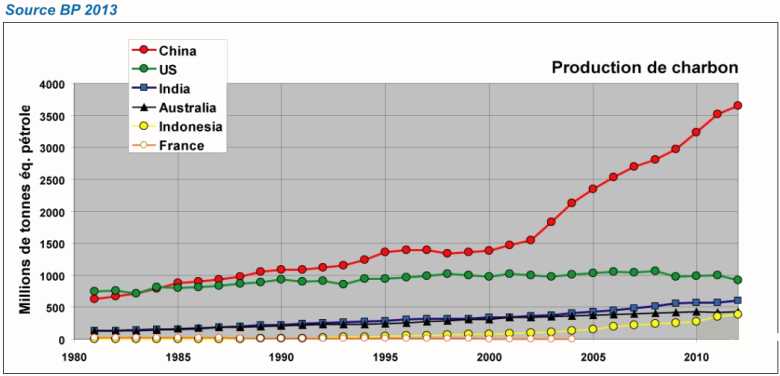 Source BP 2013
China
US
India
Australia
Indonesia
France
Production de charbon
Millions de tonnes éq. pétrole
4000
3500
3000
2500
2000
1500
1000
500
0
1980
1985
1990
1995
2000
2005
2010